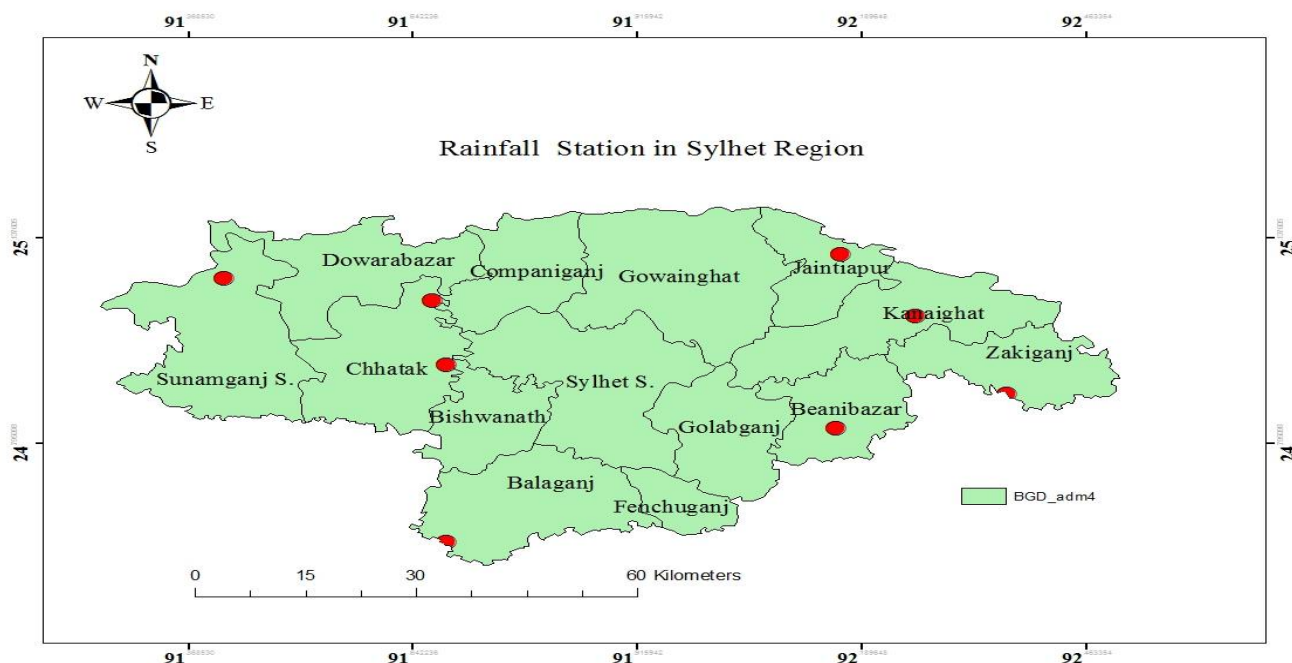 91 91 91 92 92
N
W E
S
Rainfall Station in Sylhet Region
25 25
Dowarabazar
Companiganj
Gowainghat
Jaintiapur
Kanaighat
Zakiganj
Chhatak
Sunamganj S.
Sylhet S.
Bishwanath
Golabganj
Beanibazar
24 24
Balaganj
Fenchuganj
BGD_adm4
0 15 30 60 Kilometers
91 91 91 92 92